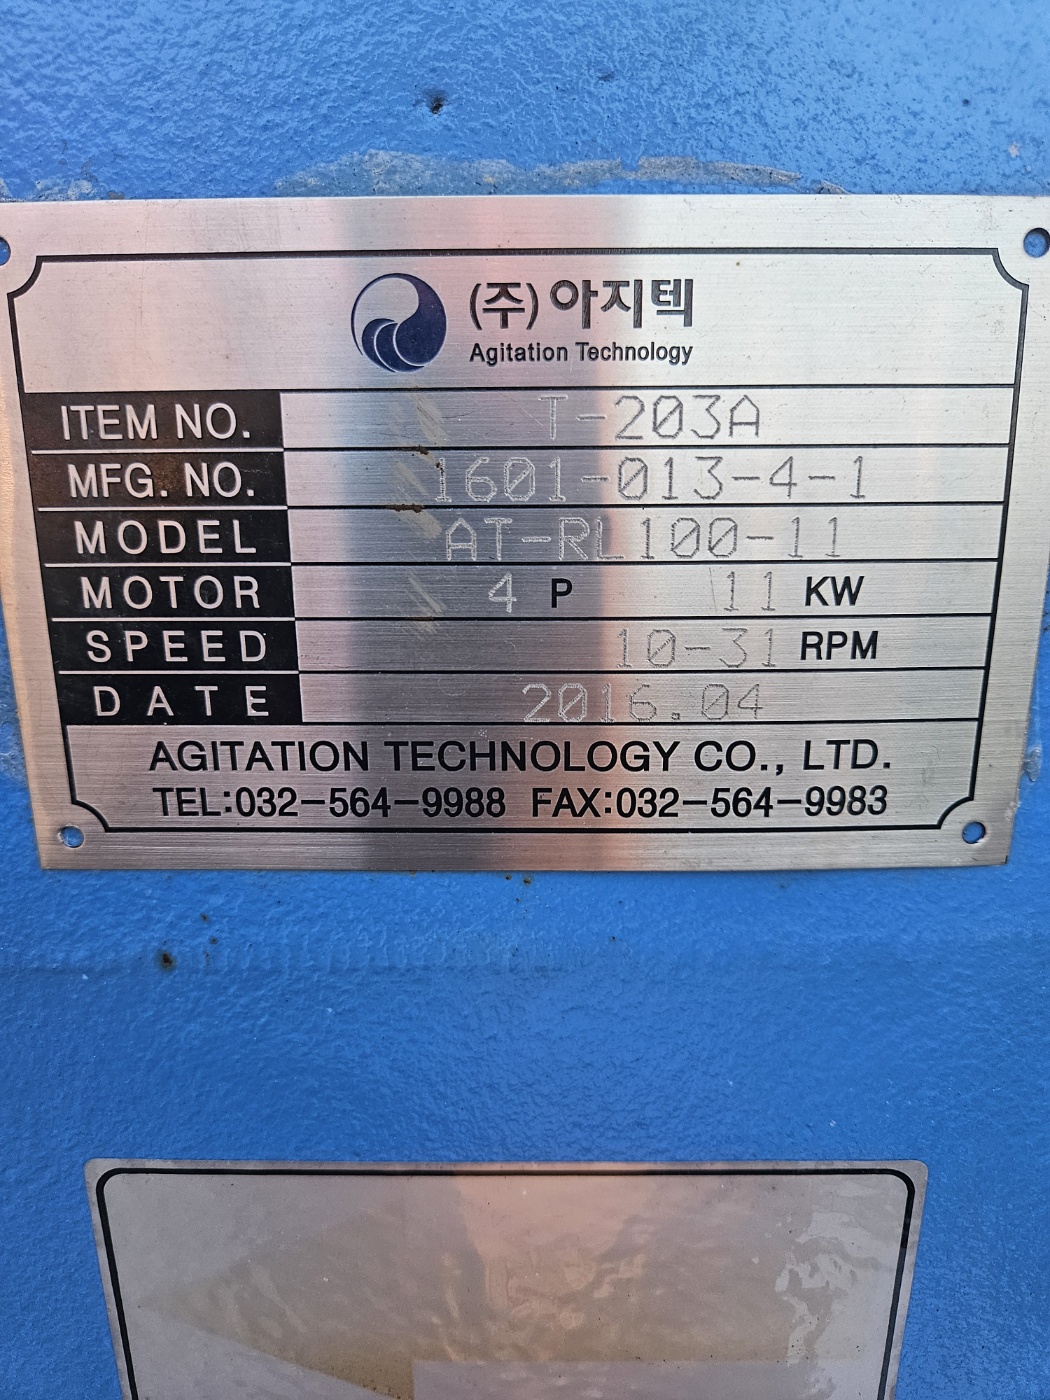 (주)아지텍
Agitation Technology
ITEM NO. T-203A
MFG. NO. 1601-013-4-1
MODEL AT-RL100-11
MOTOR 4 P 11 KW
SPEED 10-31 RPM
DATE 2016.04
AGITATION TECHNOLOGY CO., LTD.
TEL:032-564-9988 FAX:032-564-9983